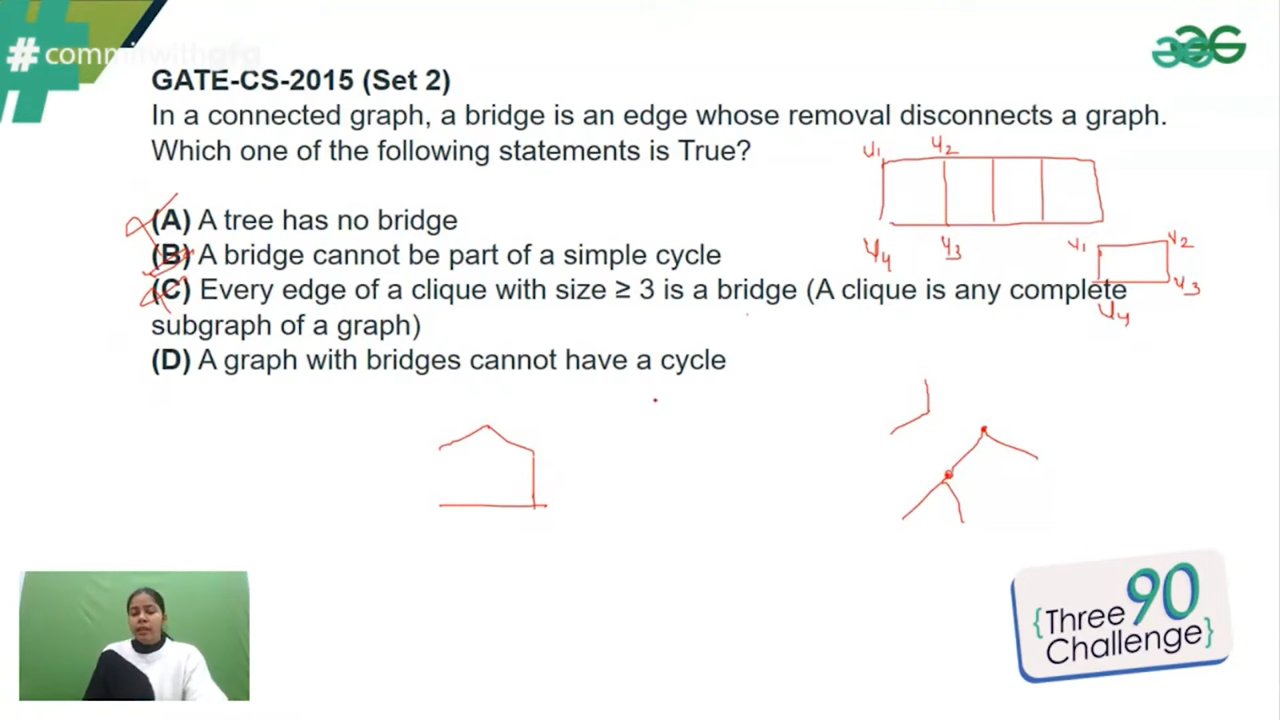 #commitwithgfg
GATE-CS-2015 (Set 2)
In a connected graph, a bridge is an edge whose removal disconnects a graph.
Which one of the following statements is True?
V1 V2
(A) A tree has no bridge
V4 V3
V1 V2
(B) A bridge cannot be part of a simple cycle
(C) Every edge of a clique with size ≥ 3 is a bridge (A clique is any complete
V3
subgraph of a graph)
V4
(D) A graph with bridges cannot have a cycle
{Three 90
Challenge}